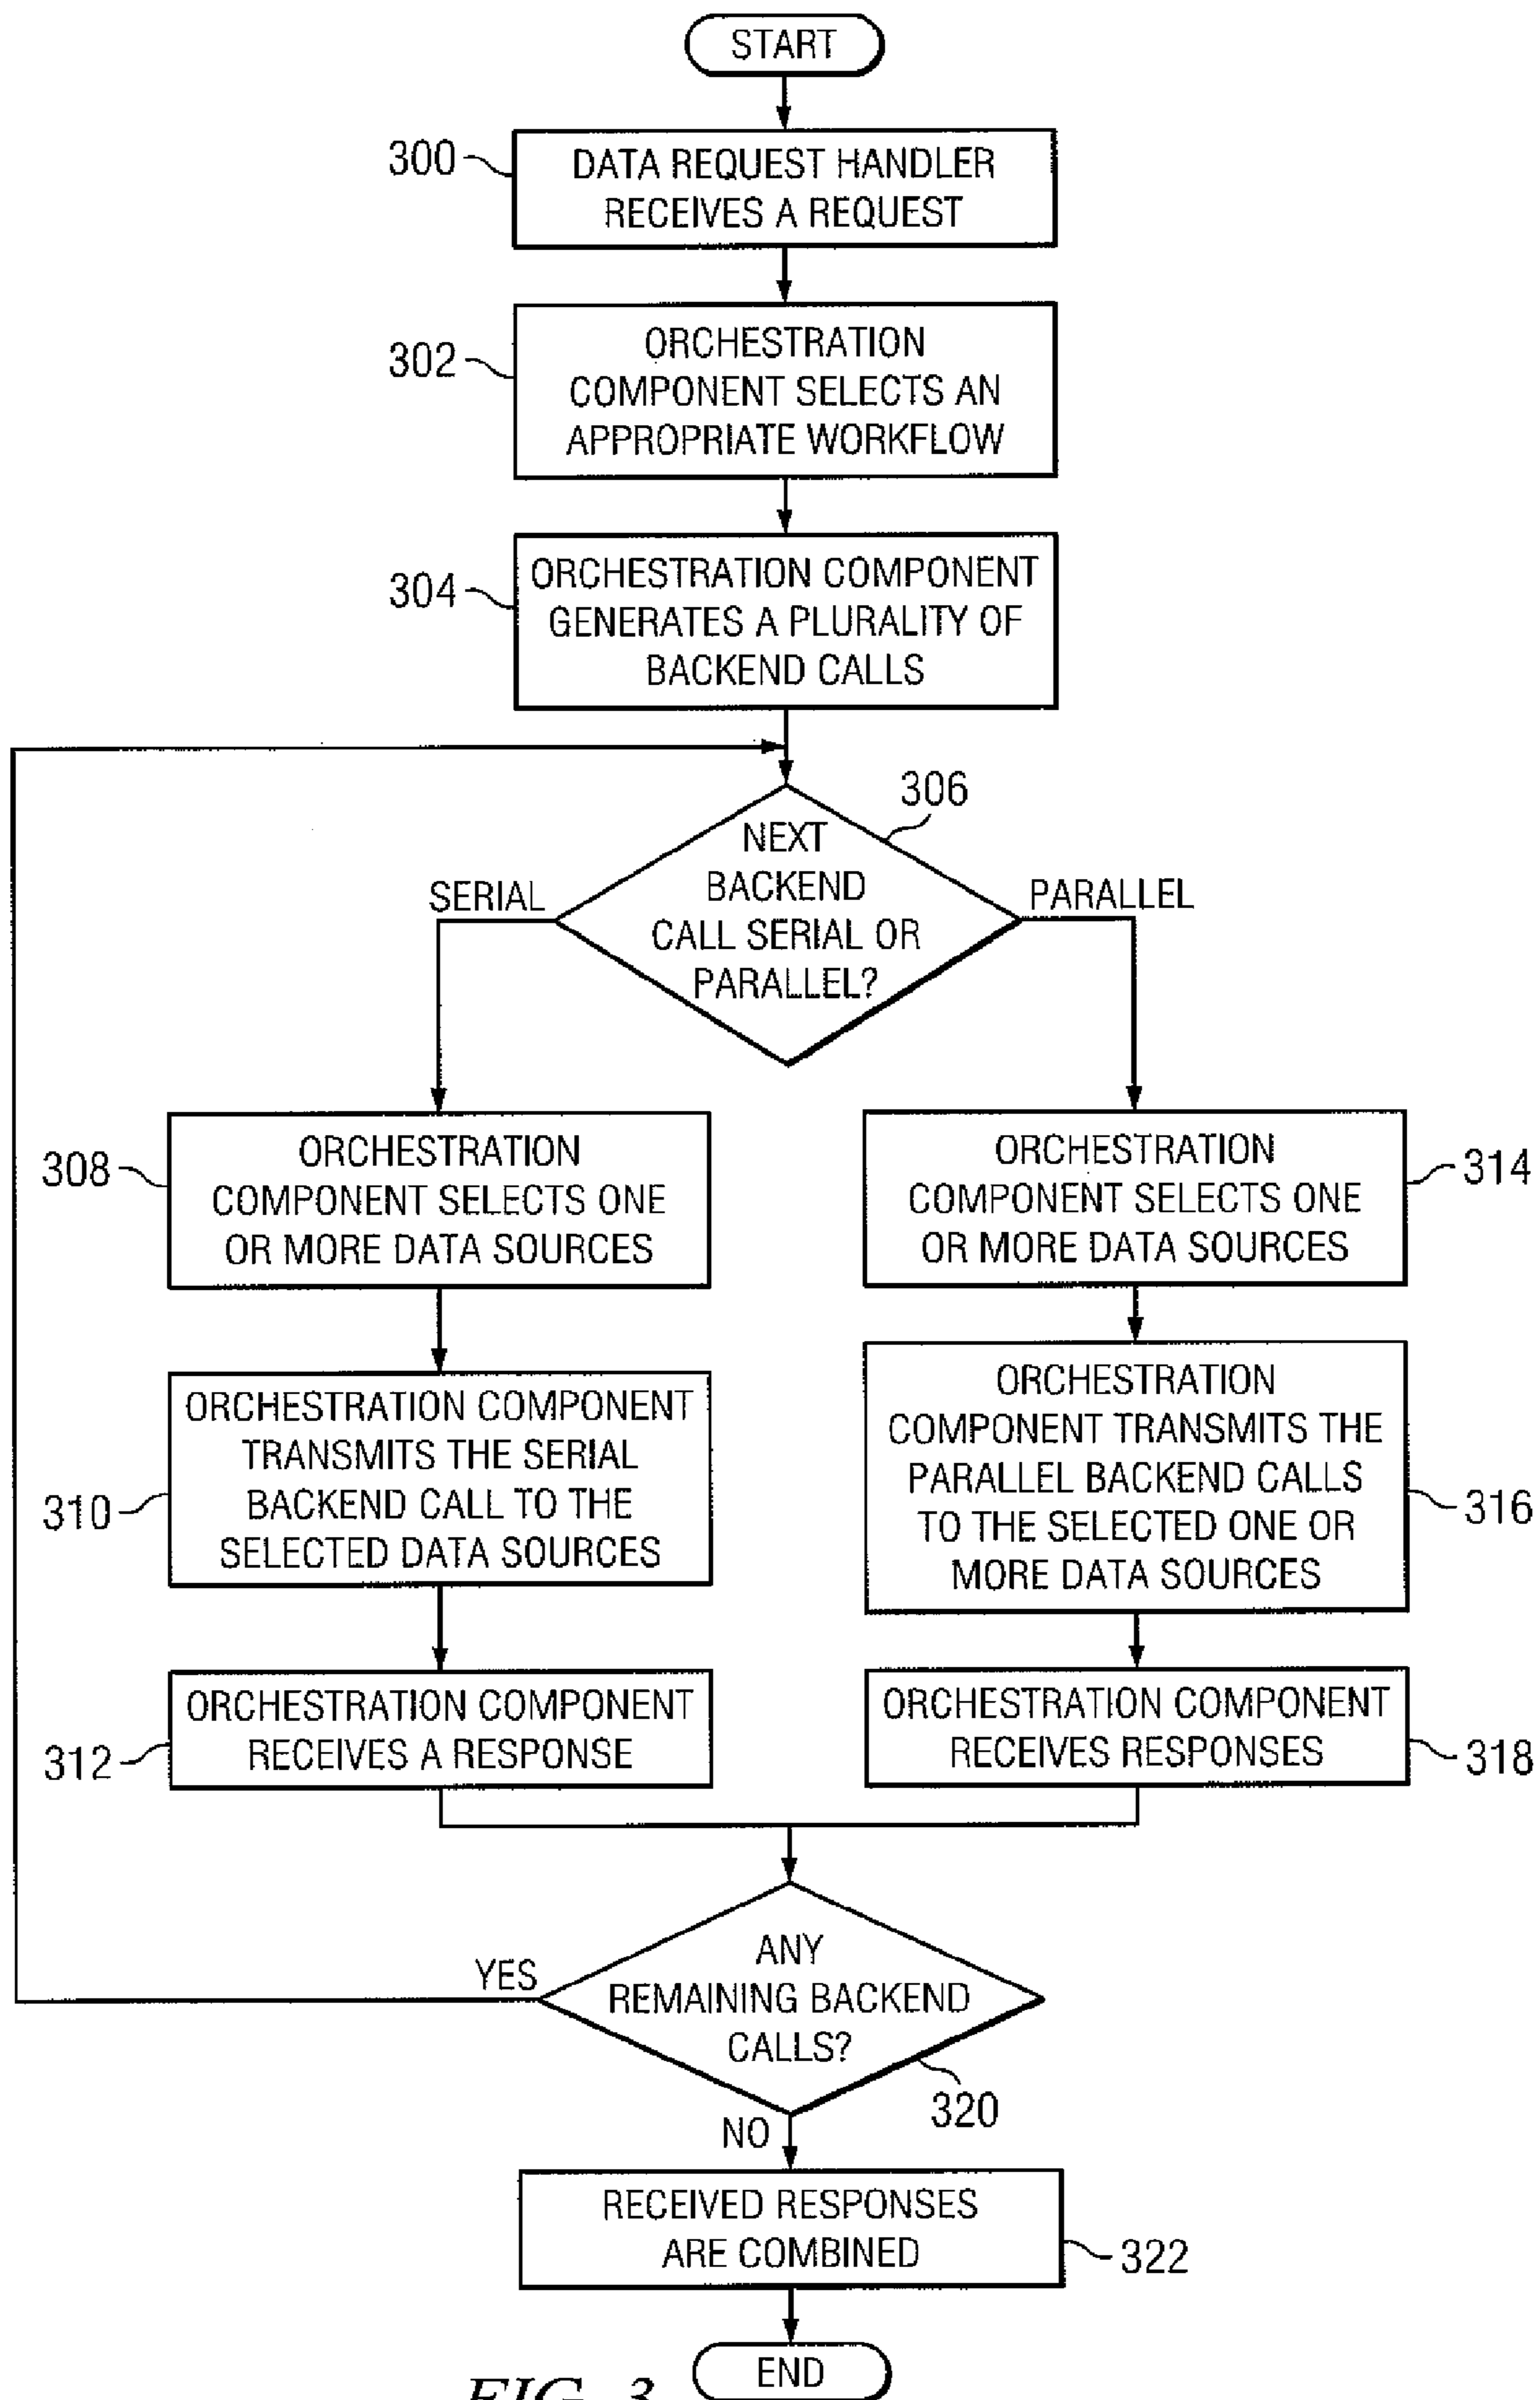 START
300
DATA REQUEST HANDLER
RECEIVES A REQUEST
302
ORCHESTRATION
COMPONENT SELECTS AN
APPROPRIATE WORKFLOW
304
ORCHESTRATION COMPONENT
GENERATES A PLURALITY OF
BACKEND CALLS
306
NEXT
BACKEND
CALL SERIAL OR
PARALLEL?
SERIAL
PARALLEL
308
ORCHESTRATION
COMPONENT SELECTS ONE
OR MORE DATA SOURCES
310
ORCHESTRATION COMPONENT
TRANSMITS THE SERIAL
BACKEND CALL TO THE
SELECTED DATA SOURCES
312
ORCHESTRATION COMPONENT
RECEIVES A RESPONSE
314
ORCHESTRATION
COMPONENT SELECTS ONE
OR MORE DATA SOURCES
316
ORCHESTRATION
COMPONENT TRANSMITS THE
PARALLEL BACKEND CALLS
TO THE SELECTED ONE OR
MORE DATA SOURCES
318
ORCHESTRATION COMPONENT
RECEIVES RESPONSES
ANY
REMAINING BACKEND
CALLS?
YES
320
NO
RECEIVED RESPONSES
ARE COMBINED
322
END
FIG. 3